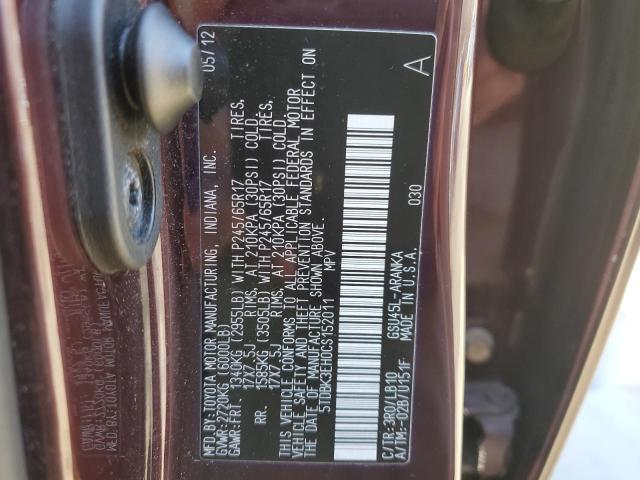 MFD.BY:TOYOTA MOTOR MANUFACTURING, INDIANA, INC. 05/12
GVWR:2720KG(6000LB)
GAWR:FRT. 1340KG (2955LB) WITH P245/65R17 TIRES,
17X7.5J RIMS, AT 210KPA (30PSI) COLD
RR. 1585KG (3505LB) WITH P245/65R17 TIRES,
17X7.5J RIMS, AT 210KPA (30PSI) COLD
THIS VEHICLE CONFORMS TO ALL APPLICABLE FEDERAL MOTOR
VEHICLE SAFETY AND THEFT PREVENTION STANDARDS IN EFFECT ON
THE DATE OF MANUFACTURE SHOWN ABOVE.
5TDBK3EH0CS152011 MPV
030
C/TR:3R0/LB10 GSU45L-ARANKA
A/TM:-02B/U151F MADE IN U.S.A.
A